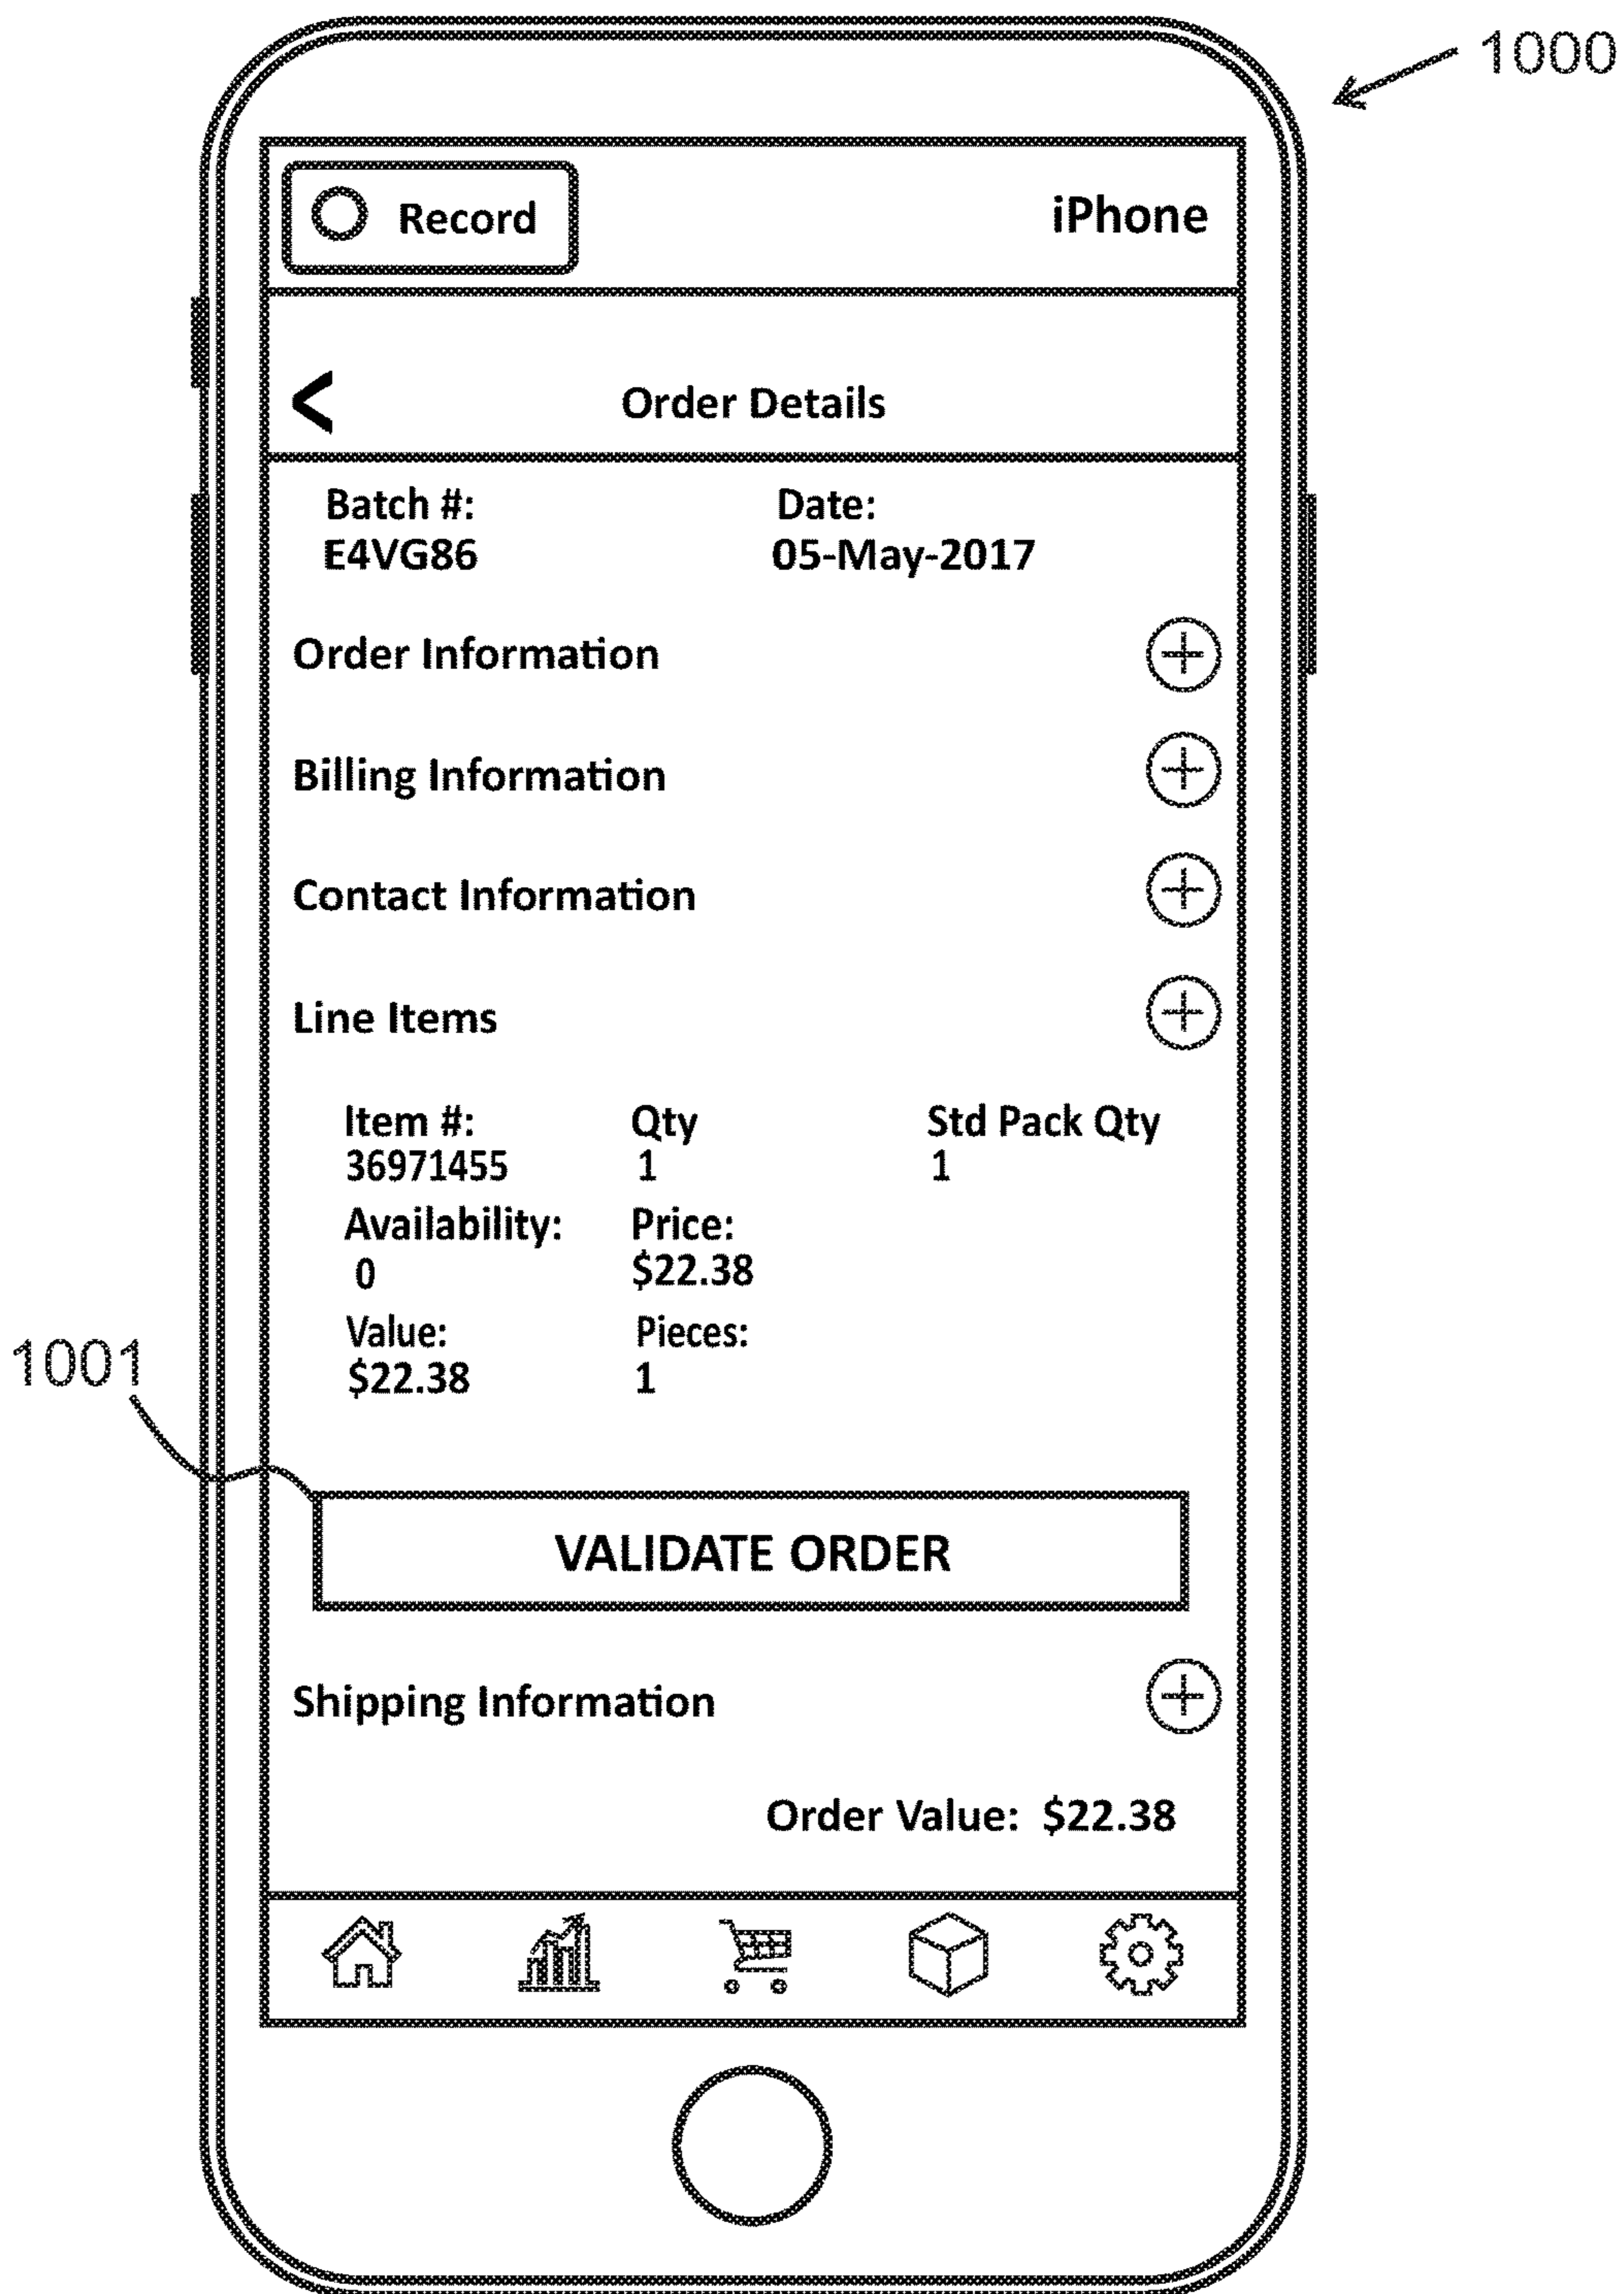 1000
Record iPhone
< Order Details
Batch #: Date:
E4VG86 05-May-2017
Order Information
Billing Information
Contact Information
Line Items
Item #: Qty Std Pack Qty
36971455 1 1
Availability: Price:
0 $22.38
Value: Pieces:
$22.38 1
1001
VALIDATE ORDER
Shipping Information
Order Value: $22.38